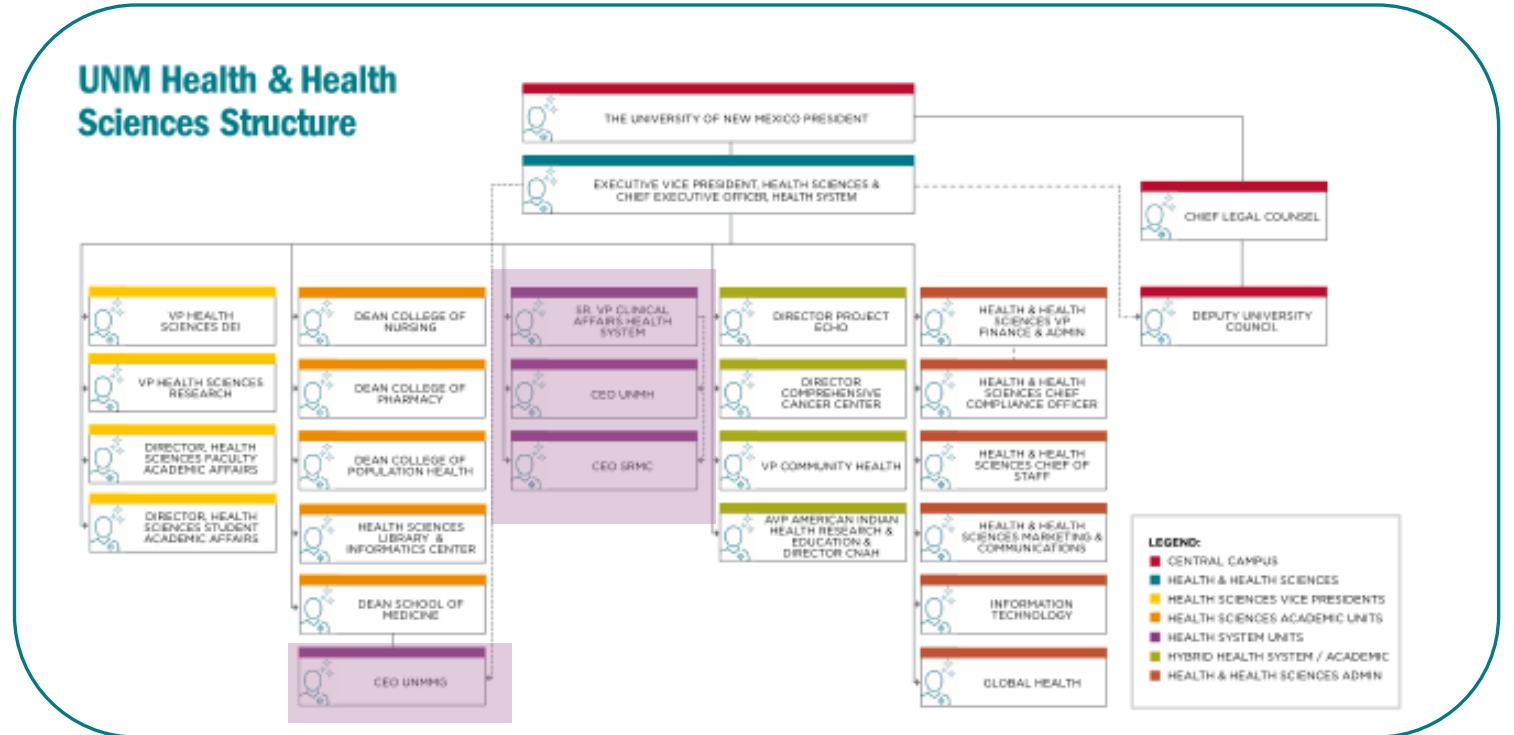 UNM Health & Health
Sciences Structure
THE UNIVERSITY OF NEW MEXICO PRESIDENT
EXECUTIVE VICE PRESIDENT, HEALTH SCIENCES &
CHIEF EXECUTIVE OFFICER, HEALTH SYSTEM
CHIEF LEGAL COUNSEL
DEPUTY UNIVERSITY
COUNCIL
VP HEALTH
SCIENCES DEI
VP HEALTH SCIENCES
RESEARCH
DIRECTOR, HEALTH
SCIENCES FACULTY
ACADEMIC AFFAIRS
DIRECTOR, HEALTH
SCIENCES STUDENT
ACADEMIC AFFAIRS
DEAN COLLEGE OF
NURSING
DEAN COLLEGE OF
PHARMACY
DEAN COLLEGE OF
POPULATION HEALTH
HEALTH SCIENCES
LIBRARY &
INFORMATICS CENTER
DEAN SCHOOL OF
MEDICINE
CEO UNMMG
SR. VP CLINICAL
AFFAIRS HEALTH
SYSTEM
CEO UNMH
CEO SRMC
DIRECTOR PROJECT
ECHO
DIRECTOR
COMPREHENSIVE
CANCER CENTER
VP COMMUNITY HEALTH
AVP AMERICAN INDIAN
HEALTH RESEARCH &
EDUCATION &
DIRECTOR CNAH
HEALTH & HEALTH
SCIENCES VP
FINANCE & ADMIN
HEALTH & HEALTH
SCIENCES CHIEF
COMPLIANCE OFFICER
HEALTH & HEALTH
SCIENCES CHIEF OF
STAFF
HEALTH & HEALTH
SCIENCES MARKETING &
COMMUNICATIONS
INFORMATION
TECHNOLOGY
GLOBAL HEALTH
LEGEND:
CENTRAL CAMPUS
HEALTH & HEALTH SCIENCES
HEALTH SCIENCES VICE PRESIDENTS
HEALTH SCIENCES ACADEMIC UNITS
HEALTH SYSTEM UNITS
HYBRID HEALTH SYSTEM / ACADEMIC
HEALTH & HEALTH SCIENCES ADMIN